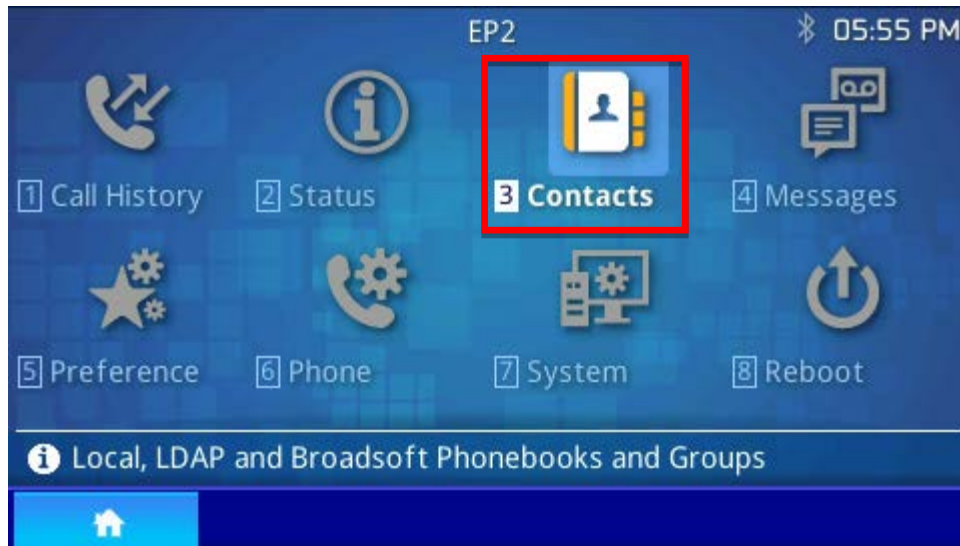 EP2 05:55 PM
1 Call History 2 Status 3 Contacts 4 Messages
5 Preference 6 Phone 7 System 8 Reboot
i Local, LDAP and Broadsoft Phonebooks and Groups